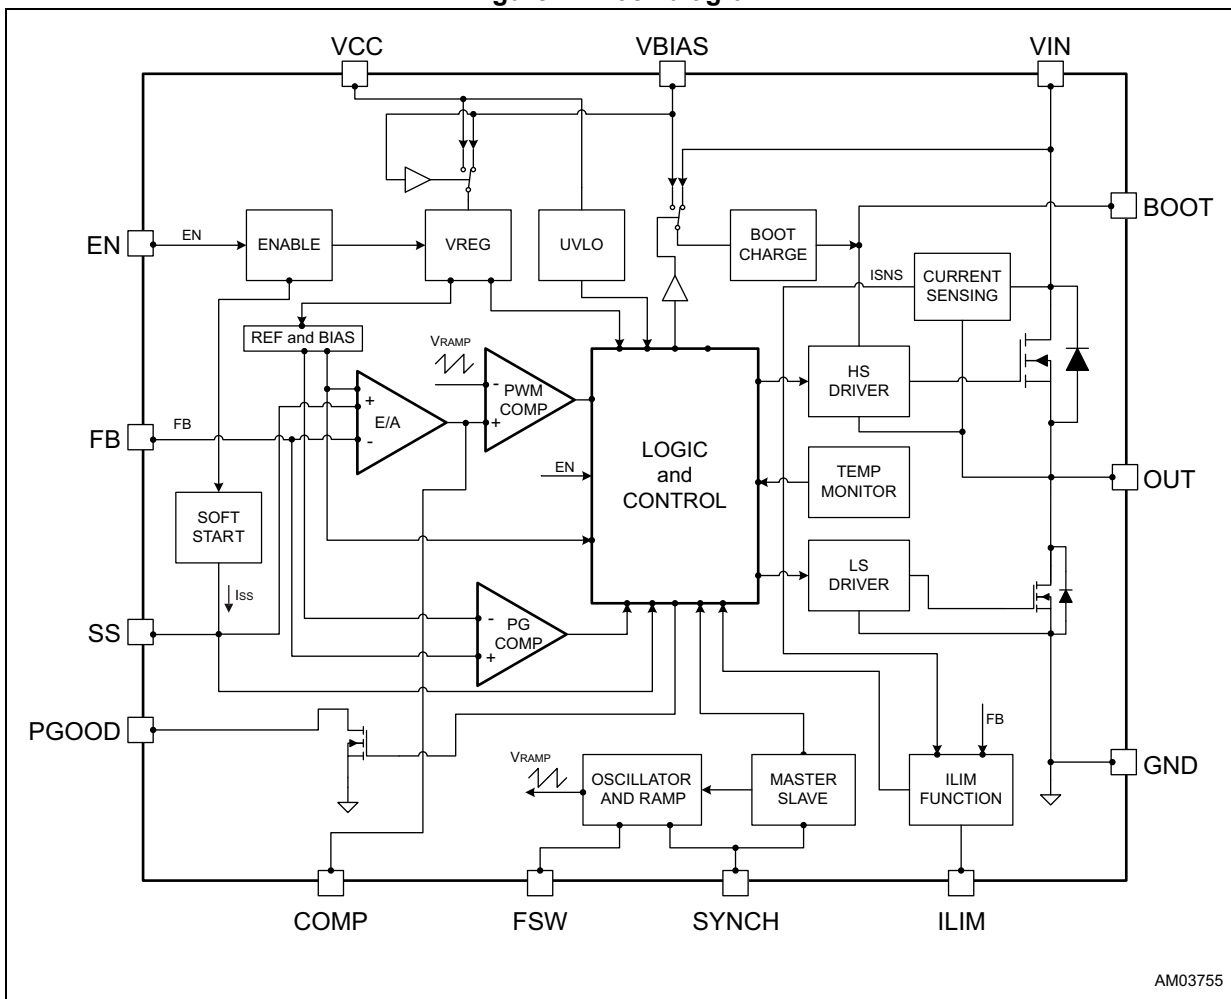 VCC
VBIAS
VIN
BOOT
EN
EN
ENABLE
VREG
UVLO
BOOT
CHARGE
ISNS
CURRENT
SENSING
REF and BIAS
VRAMP
-
PWM
COMP
+
+
E/A
-
HS
DRIVER
FB
FB
LOGIC
and
CONTROL
EN
TEMP
MONITOR
OUT
SOFT
START
LS
DRIVER
ISS
SS
-
PG
COMP
+
PGOOD
FB
VRAMP
OSCILLATOR
AND RAMP
MASTER
SLAVE
ILIM
FUNCTION
GND
COMP
FSW
SYNCH
ILIM
AM03755